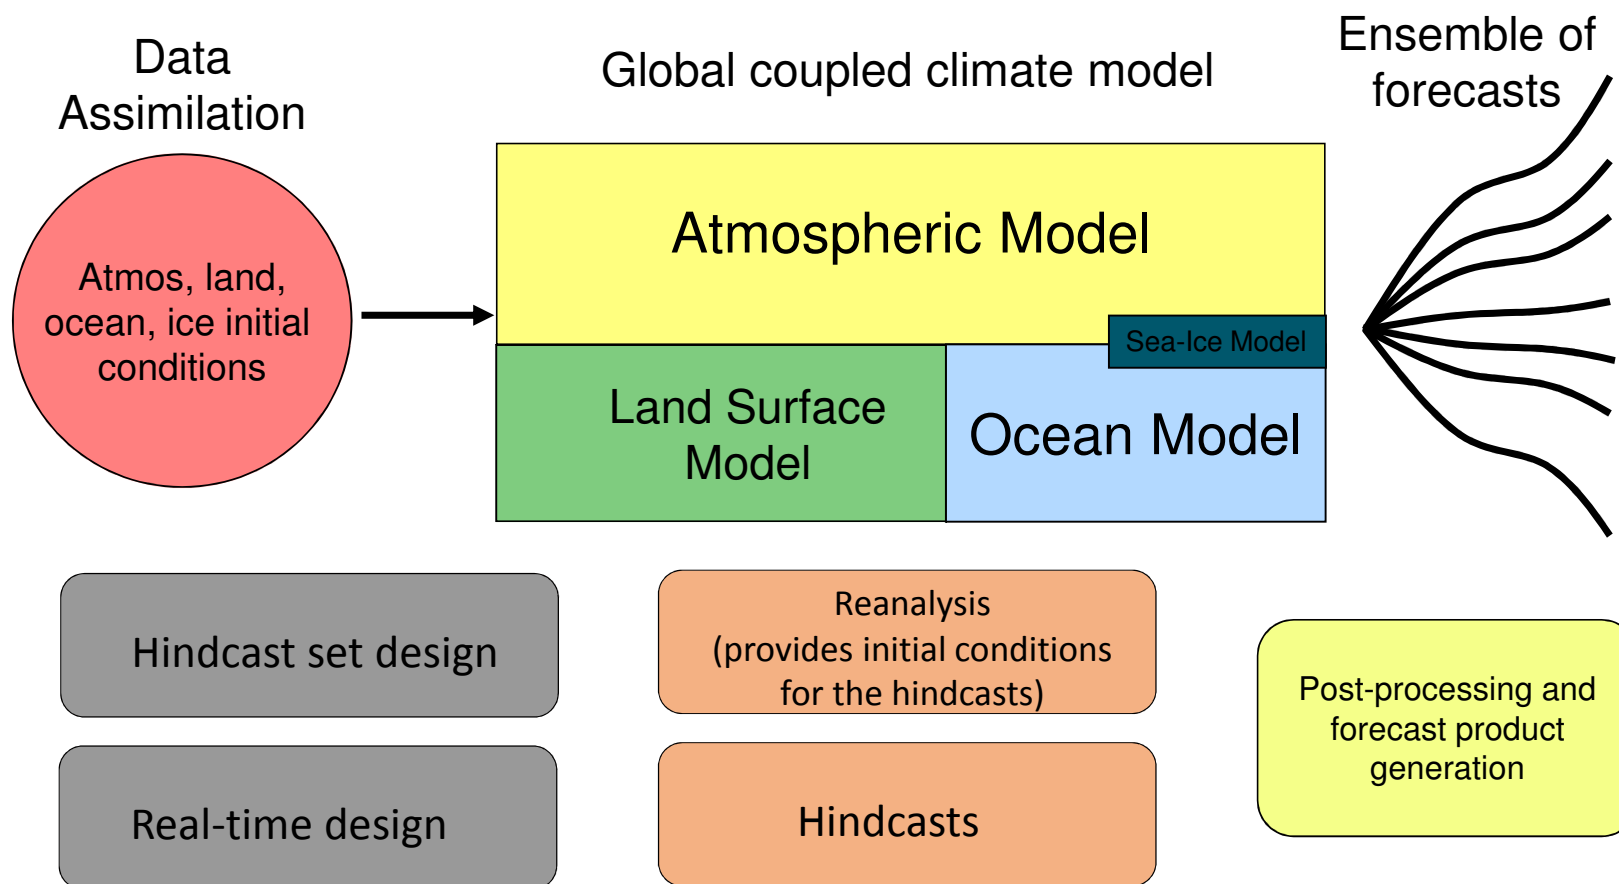 Data
Assimilation
Global coupled climate model
Ensemble of
forecasts
Atmos, land,
ocean, ice initial
conditions
Atmospheric Model
Sea-Ice Model
Land Surface
Model
Ocean Model
Hindcast set design
Reanalysis
(provides initial conditions
for the hindcasts)
Post-processing and
forecast product
generation
Real-time design
Hindcasts